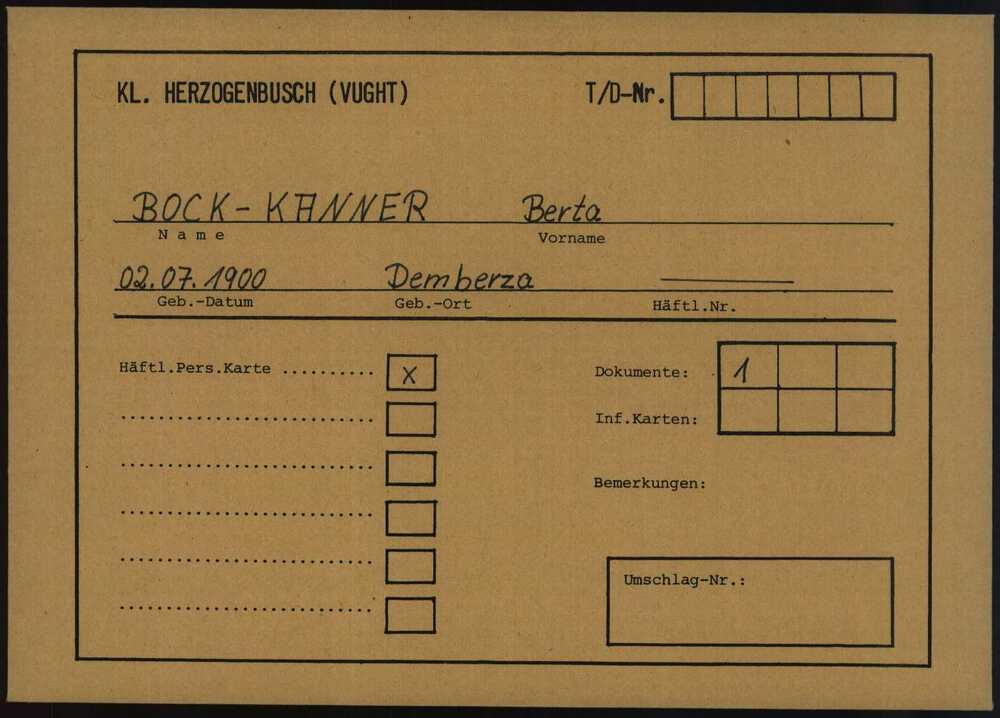 KL. HERZOGENBUSCH (VUGHT) T/D-Nr.
BOCK-KANNER Berta
Name Vorname
02.07.1900 Demberza
Geb.-Datum Geb.-Ort Häftl.Nr.
Häftl.Pers.Karte .......... X Dokumente: 1
Inf.Karten:
Bemerkungen:
Umschlag-Nr.: